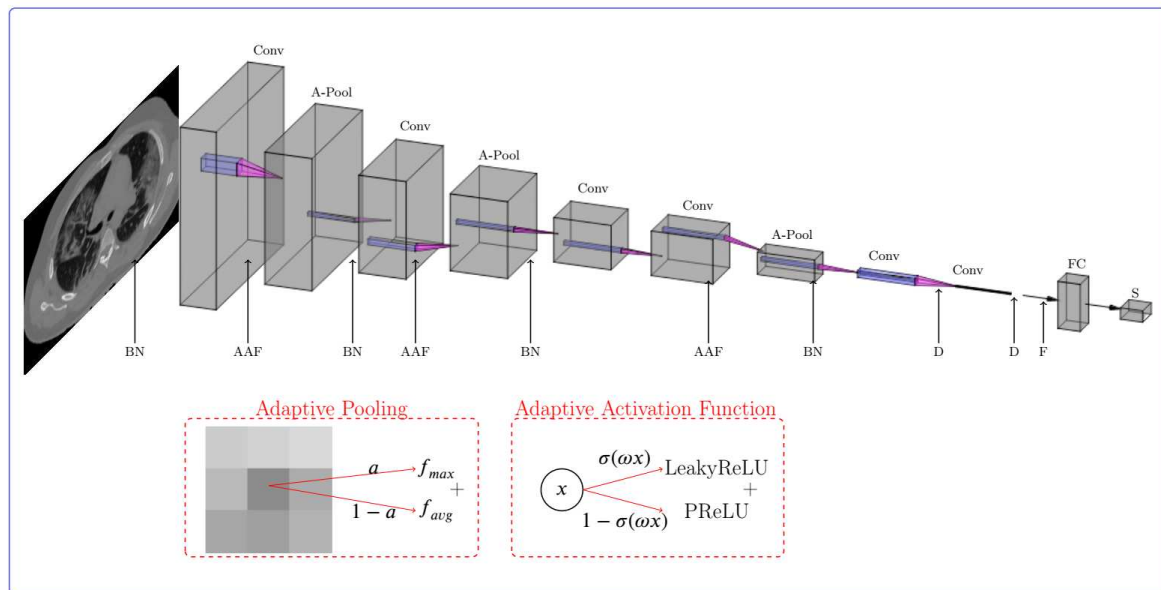 Conv
A-Pool
Conv
A-Pool
Conv
Conv
A-Pool
Conv
Conv
FC
S
BN
AAF
BN
AAF
BN
AAF
BN
D
D
F
Adaptive Pooling
a
f_max
+
1 − a
f_avg
Adaptive Activation Function
x
σ(ωx)
LeakyReLU
+
1 − σ(ωx)
PReLU